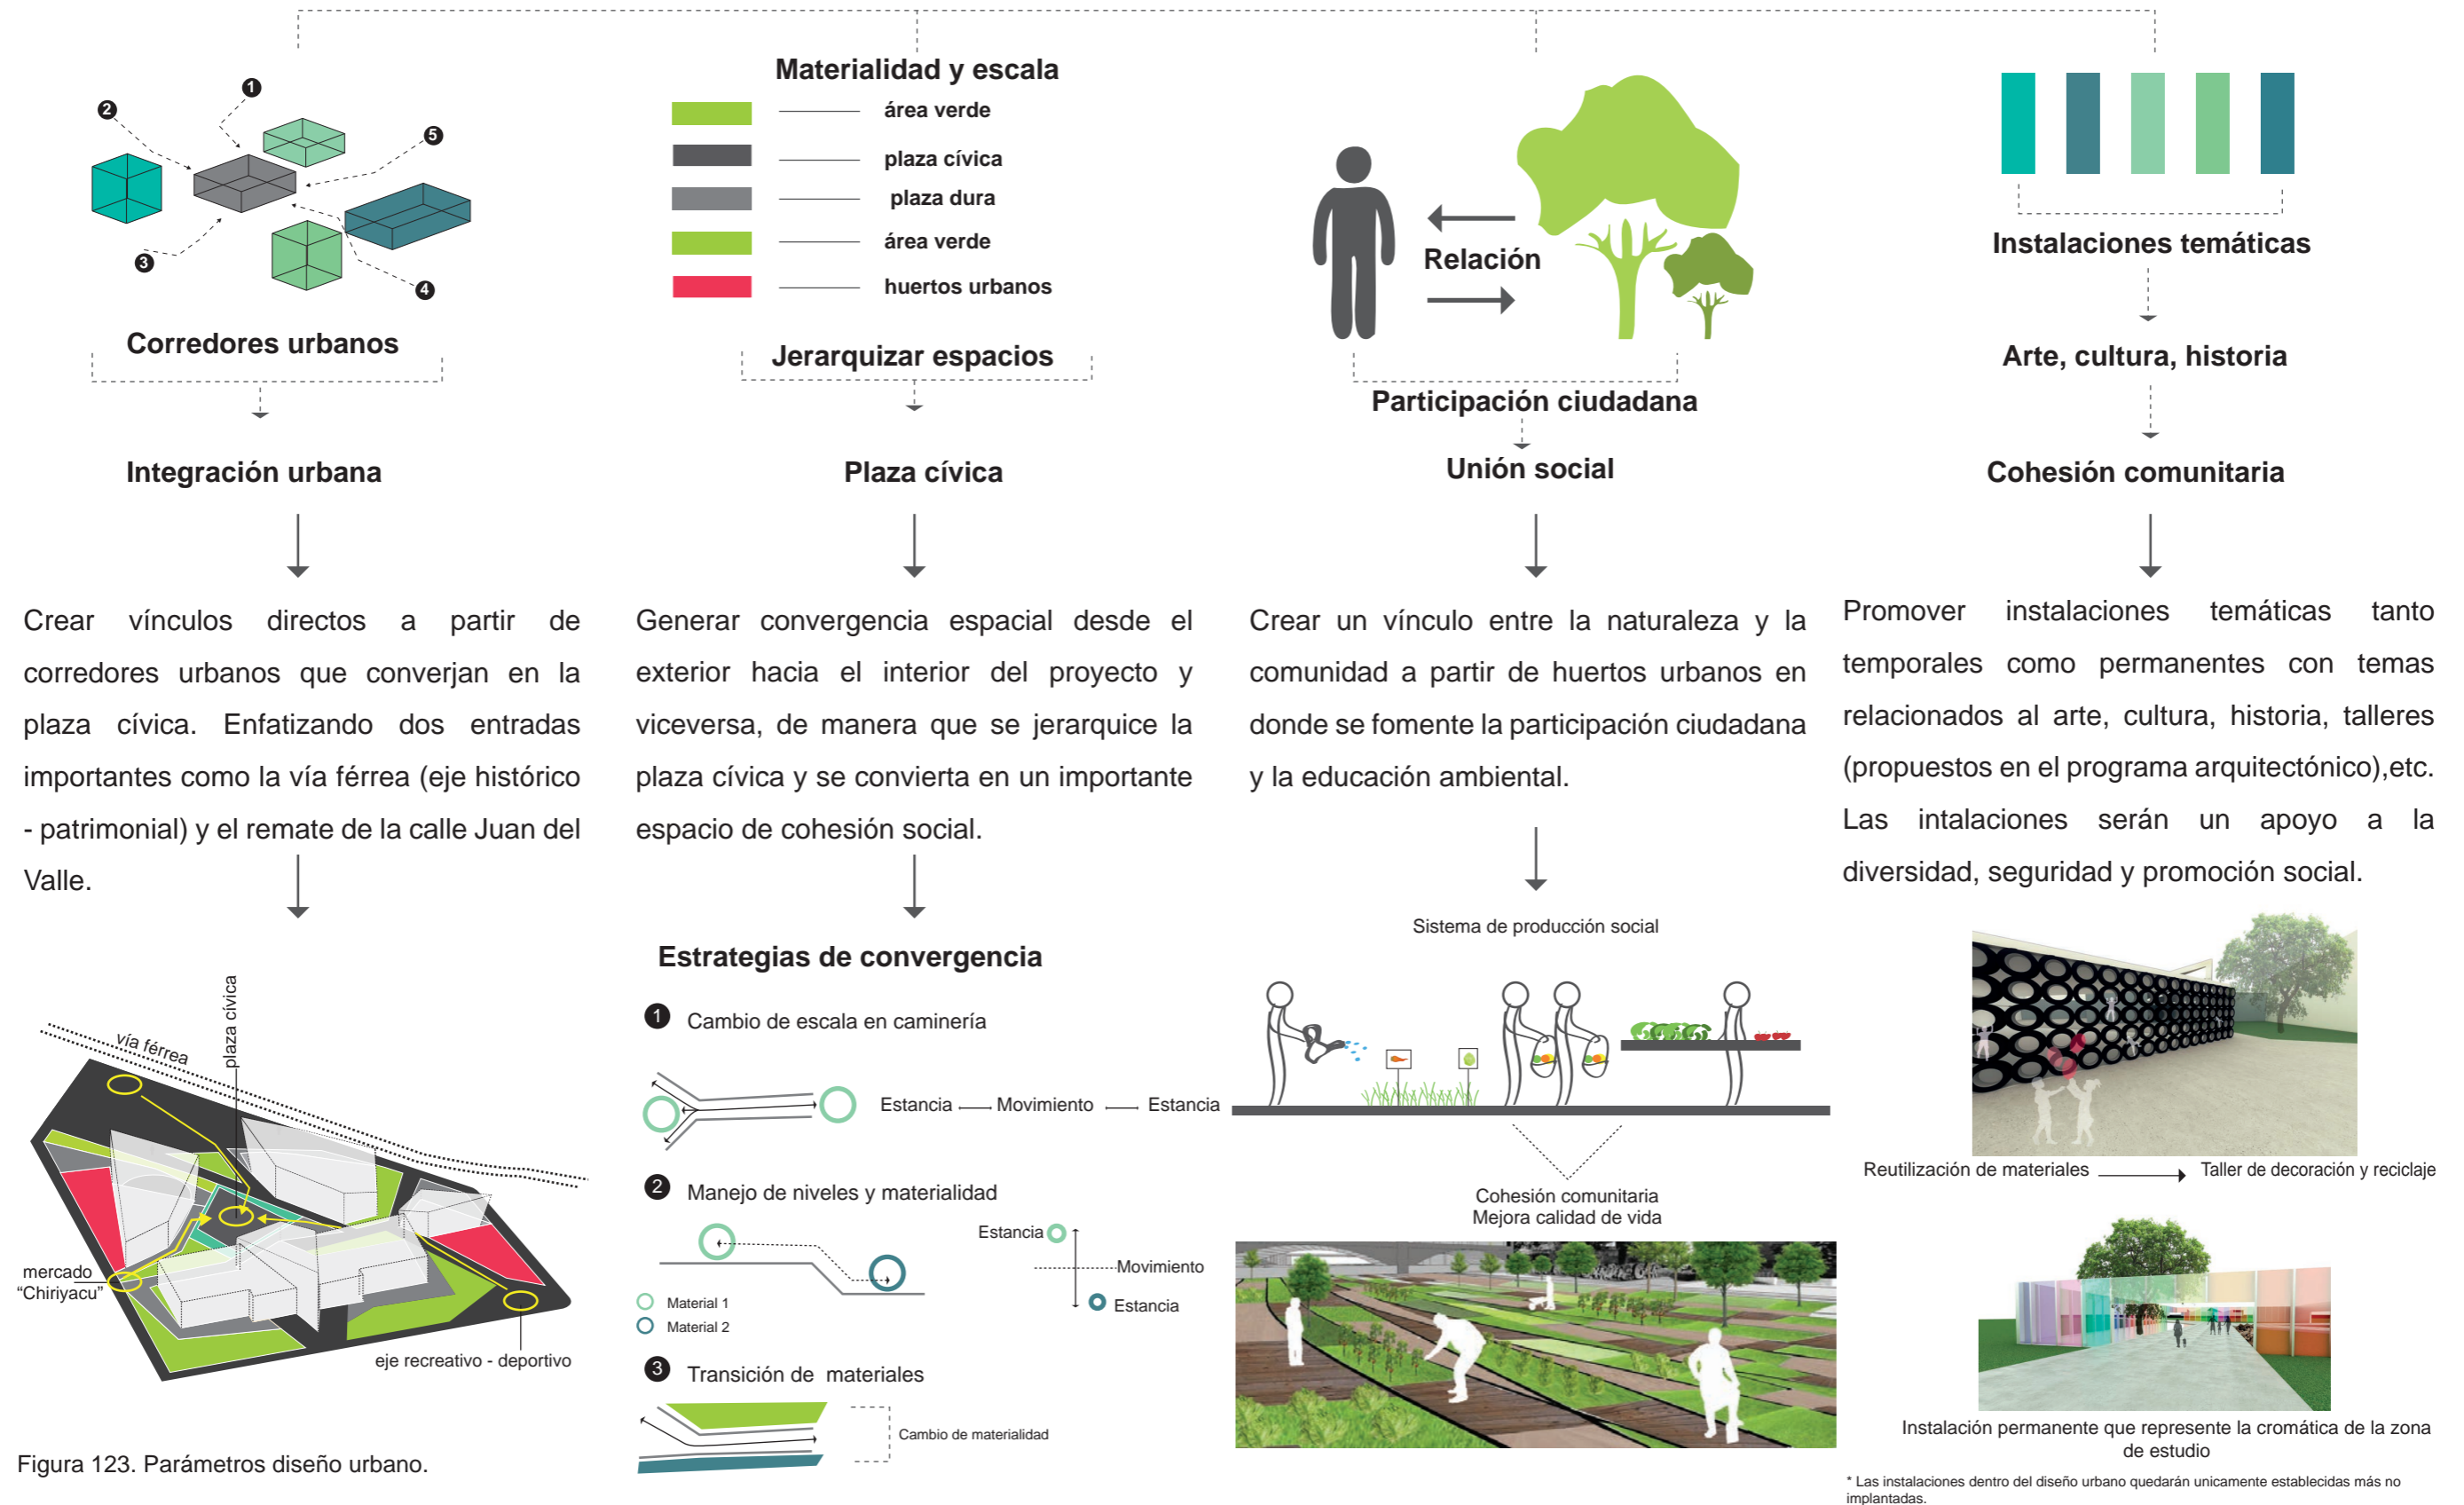 1
2
5
3
4
Corredores urbanos
Integración urbana
Crear vínculos directos a partir de
corredores urbanos que converjan en la
plaza cívica. Enfatizando dos entradas
importantes como la vía férrea (eje histórico
- patrimonial) y el remate de la calle Juan del
Valle.
plaza cívica
vía férrea
mercado
“Chiriyacu”
eje recreativo - deportivo
Figura 123. Parámetros diseño urbano.
Materialidad y escala
área verde
plaza cívica
plaza dura
área verde
huertos urbanos
Jerarquizar espacios
Plaza cívica
Generar convergencia espacial desde el
exterior hacia el interior del proyecto y
viceversa, de manera que se jerarquice la
plaza cívica y se convierta en un importante
espacio de cohesión social.
Estrategias de convergencia
1 Cambio de escala en caminería
Estancia Movimiento Estancia
2 Manejo de niveles y materialidad
Estancia
Movimiento
Estancia
Material 1
Material 2
3 Transición de materiales
Cambio de materialidad
Relación
Participación ciudadana
Unión social
Crear un vínculo entre la naturaleza y la
comunidad a partir de huertos urbanos en
donde se fomente la participación ciudadana
y la educación ambiental.
Sistema de producción social
Cohesión comunitaria
Mejora calidad de vida
Instalaciones temáticas
Arte, cultura, historia
Cohesión comunitaria
Promover instalaciones temáticas tanto
temporales como permanentes con temas
relacionados al arte, cultura, historia, talleres
(propuestos en el programa arquitectónico),etc.
Las intalaciones serán un apoyo a la
diversidad, seguridad y promoción social.
Reutilización de materiales Taller de decoración y reciclaje
Instalación permanente que represente la cromática de la zona
de estudio
* Las instalaciones dentro del diseño urbano quedarán unicamente establecidas más no
implantadas.